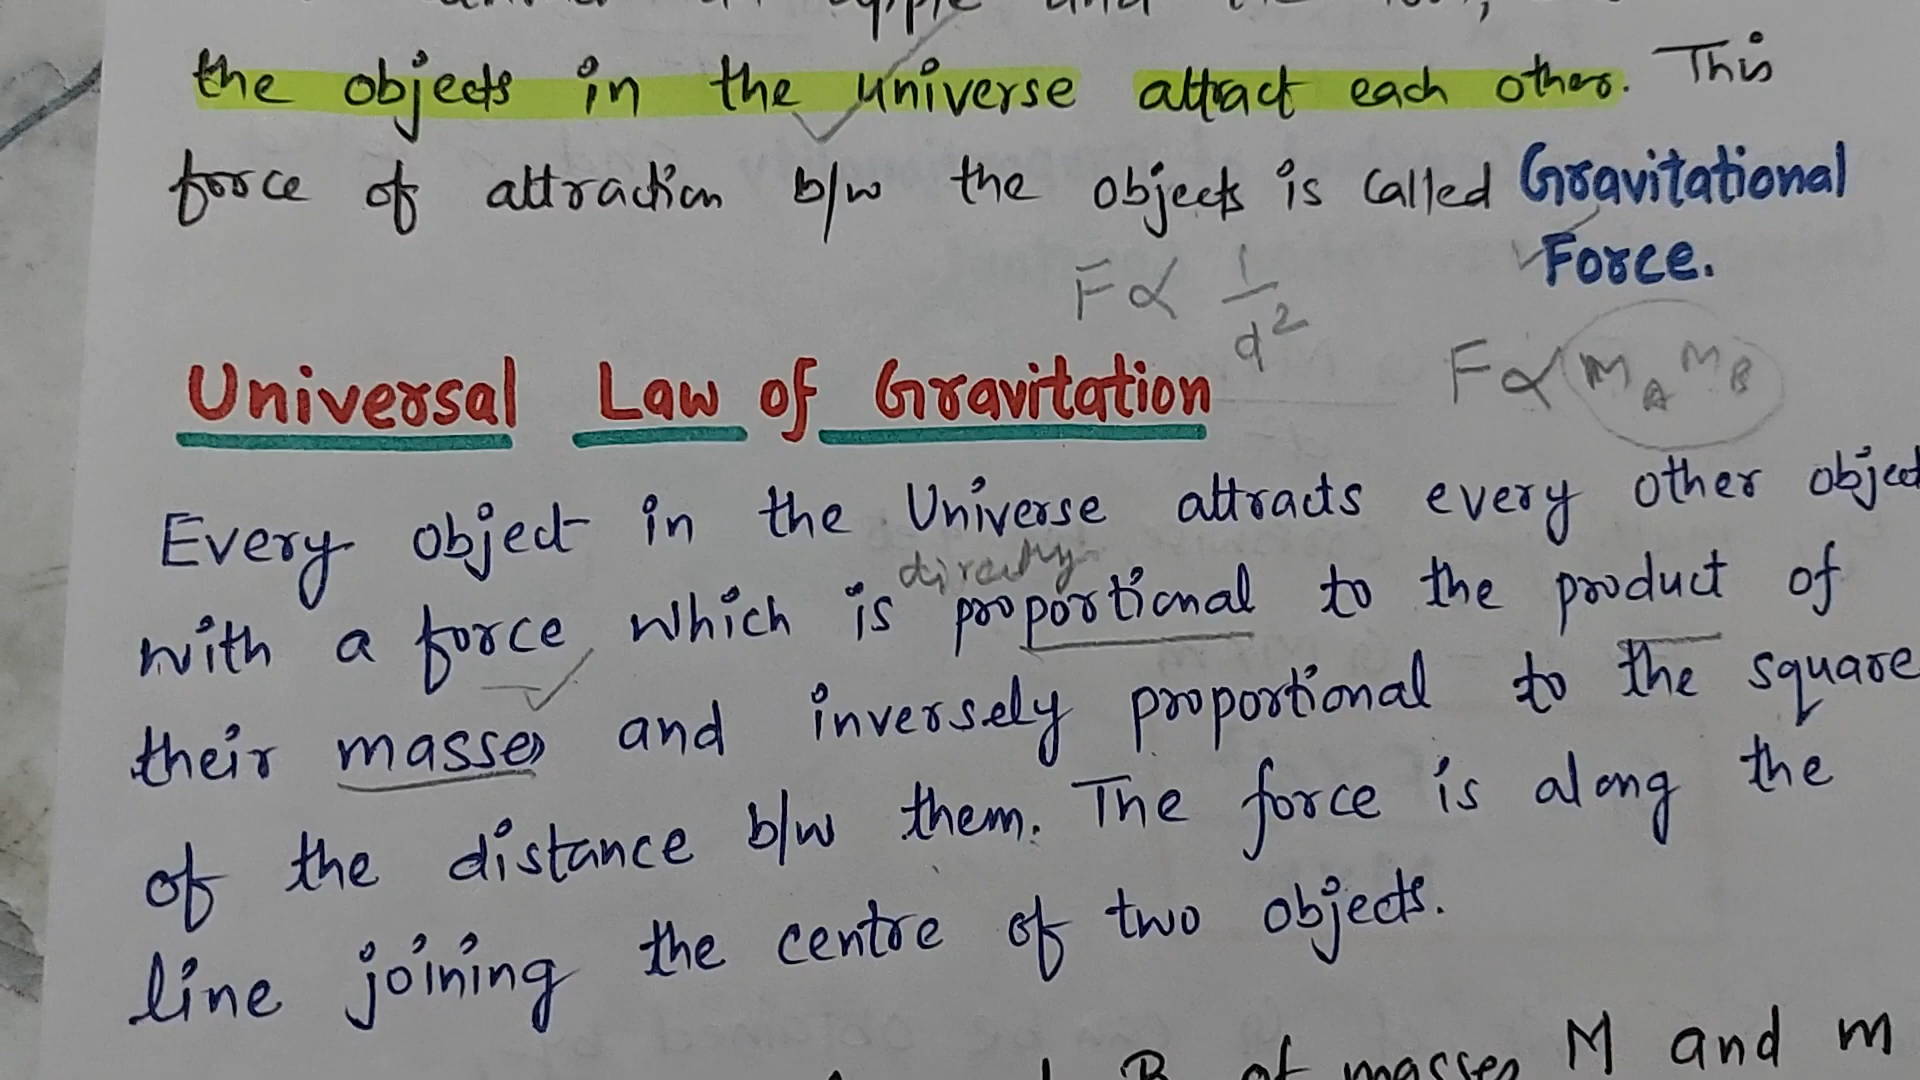 the objects in the universe attract each other. This
force of attraction b/w the objects is called Gravitational
Force.
F ∝ 1/d²
F ∝ mA mB
Universal Law of Gravitation
Every object in the Universe attracts every other object
directly
with a force which is proportional to the product of
their masses and inversely proportional to the square
of the distance b/w them. The force is along the
line joining the centre of two objects.
B of masses M and m